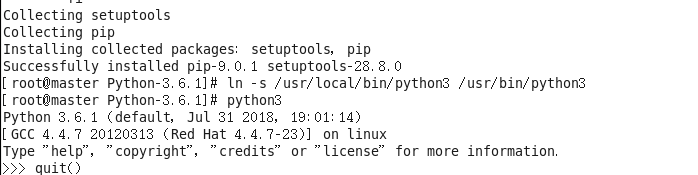 Collecting setuptools
Collecting pip
Installing collected packages: setuptools, pip
Successfully installed pip-9.0.1 setuptools-28.8.0
[root@master Python-3.6.1]# ln -s /usr/local/bin/python3 /usr/bin/python3
[root@master Python-3.6.1]# python3
Python 3.6.1 (default, Jul 31 2018, 19:01:14)
[GCC 4.4.7 20120313 (Red Hat 4.4.7-23)] on linux
Type "help", "copyright", "credits" or "license" for more information.
>>> quit()